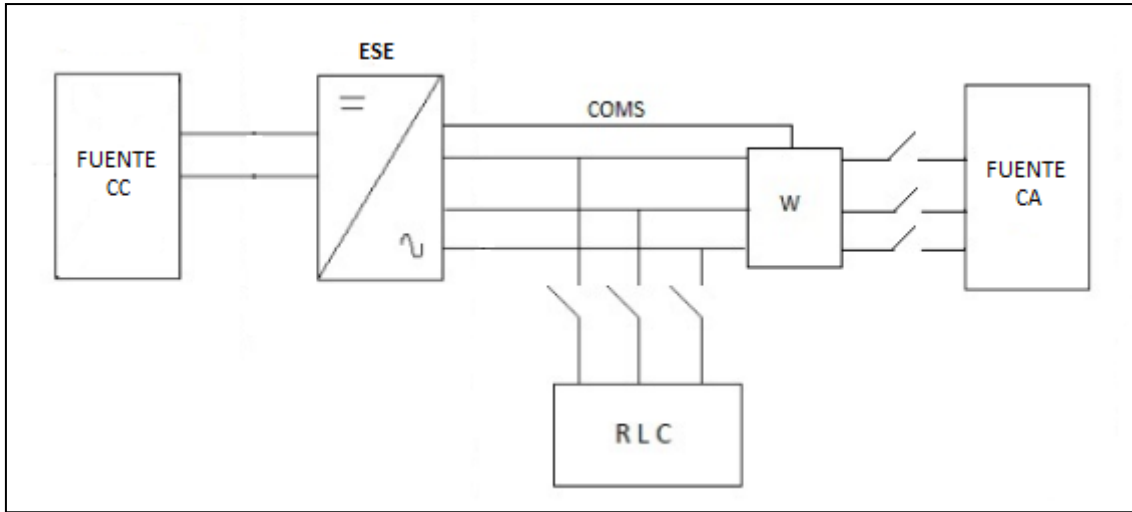 ESE
FUENTE
CC
COMS
W
FUENTE
CA
R L C